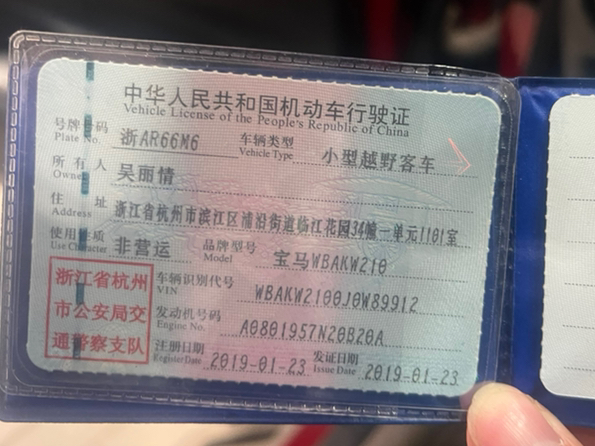 中华人民共和国机动车行驶证
Vehicle License of the People's Republic of China
号牌号码 浙AR66M6 车辆类型 小型越野客车
Plate No. Vehicle Type
所有人 吴丽情
Owner
住址 浙江省杭州市滨江区浦沿街道临江花园34幢一单元1101室
Address
使用性质 非营运 品牌型号 宝马WBAKW210
Use Character Model
浙江省杭州
市公安局交
通警察支队
车辆识别代号 WBAKW2100J0W89912
VIN
发动机号码 A0801957N20B20A
Engine No.
注册日期 2019-01-23 发证日期 2019-01-23
Register Date Issue Date